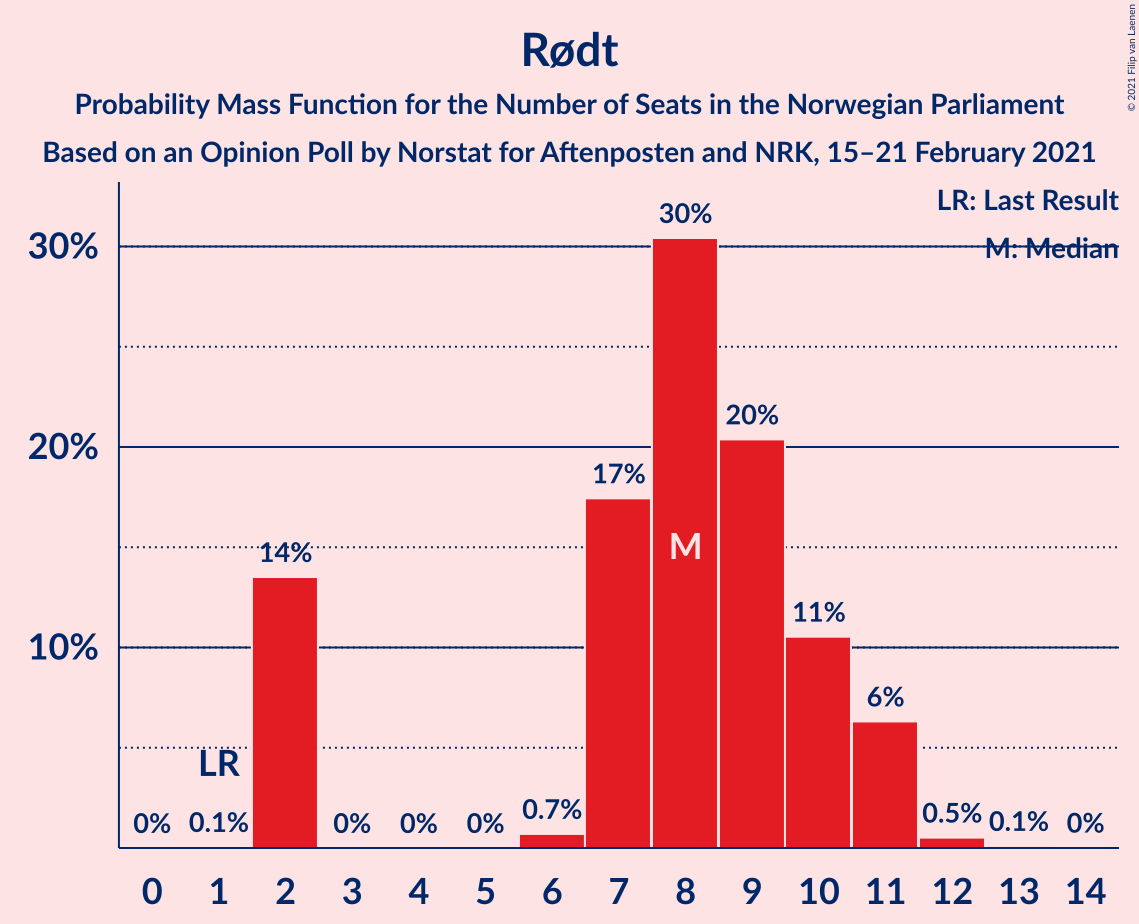 Rødt
Probability Mass Function for the Number of Seats in the Norwegian Parliament
Based on an Opinion Poll by Norstat for Aftenposten and NRK, 15–21 February 2021
© 2021 Filip van Laenen
LR: Last Result
M: Median
30%
20%
10%
0%
0.1%
LR
14%
0%
0%
0%
0.7%
17%
30%
M
20%
11%
6%
0.5%
0.1%
0%
0 1 2 3 4 5 6 7 8 9 10 11 12 13 14